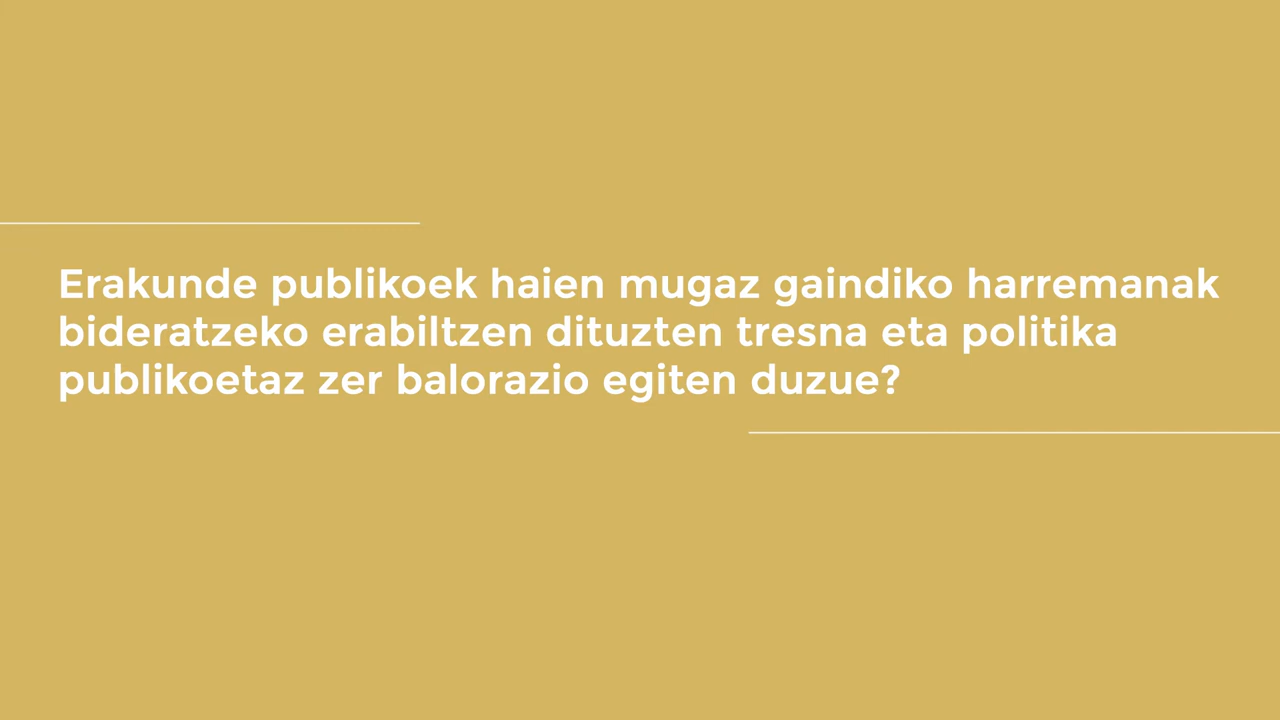 Erakunde publikoek haien mugaz gaindiko harremanak
bideratzeko erabiltzen dituzten tresna eta politika
publikoetaz zer balorazio egiten duzue?